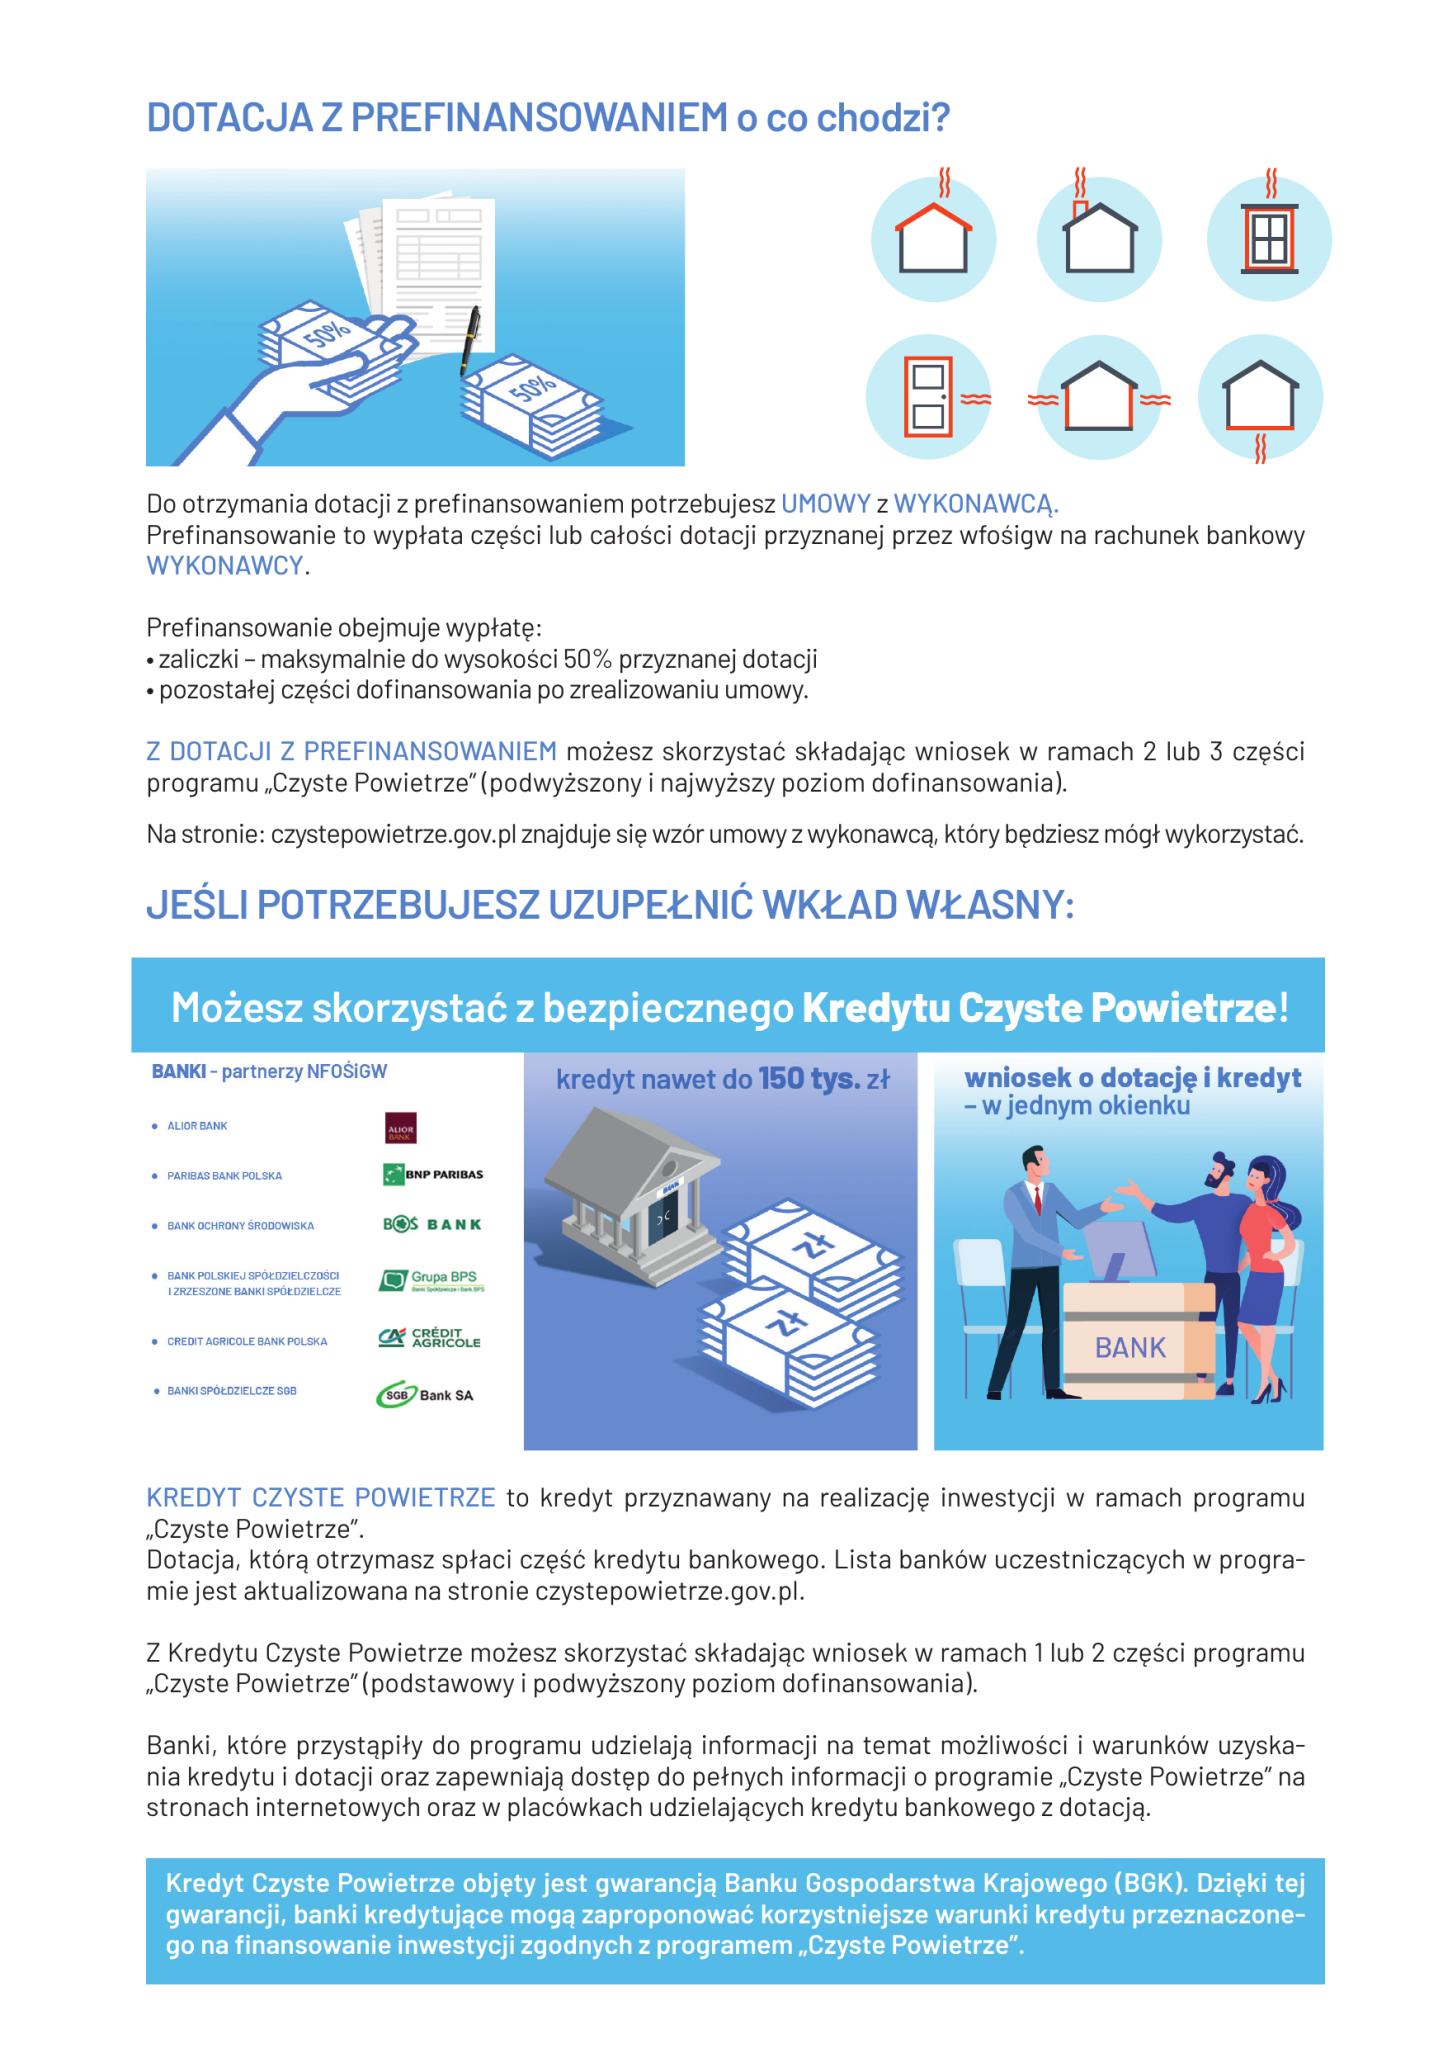 DOTACJA Z PREFINANSOWANIEM o co chodzi?
50%
50%
Do otrzymania dotacji z prefinansowaniem potrzebujesz UMOWY z WYKONAWCĄ.
Prefinansowanie to wypłata części lub całości dotacji przyznanej przez wfośigw na rachunek bankowy
WYKONAWCY.
Prefinansowanie obejmuje wypłatę:
• zaliczki – maksymalnie do wysokości 50% przyznanej dotacji
• pozostałej części dofinansowania po zrealizowaniu umowy.
Z DOTACJI Z PREFINANSOWANIEM możesz skorzystać składając wniosek w ramach 2 lub 3 części
programu „Czyste Powietrze” (podwyższony i najwyższy poziom dofinansowania).
Na stronie: czystepowietrze.gov.pl znajduje się wzór umowy z wykonawcą, który będziesz mógł wykorzystać.
JEŚLI POTRZEBUJESZ UZUPEŁNIĆ WKŁAD WŁASNY:
Możesz skorzystać z bezpiecznego Kredytu Czyste Powietrze!
BANKI - partnerzy NFOŚiGW
• ALIOR BANK
ALIOR
BANK
• PARIBAS BANK POLSKA
BNP PARIBAS
• BANK OCHRONY ŚRODOWISKA
BOŚ BANK
• BANK POLSKIEJ SPÓŁDZIELCZOŚCI
I ZRZESZONE BANKI SPÓŁDZIELCZE
Grupa BPS
Banki Spółdzielcze i Bank BPS
• CREDIT AGRICOLE BANK POLSKA
CA CRÉDIT
AGRICOLE
• BANKI SPÓŁDZIELCZE SGB
SGB Bank SA
kredyt nawet do 150 tys. zł
BANK
zł
zł
wniosek o dotację i kredyt
– w jednym okienku
BANK
KREDYT CZYSTE POWIETRZE to kredyt przyznawany na realizację inwestycji w ramach programu
„Czyste Powietrze”.
Dotacja, którą otrzymasz spłaci część kredytu bankowego. Lista banków uczestniczących w progra-
mie jest aktualizowana na stronie czystepowietrze.gov.pl.
Z Kredytu Czyste Powietrze możesz skorzystać składając wniosek w ramach 1 lub 2 części programu
„Czyste Powietrze” (podstawowy i podwyższony poziom dofinansowania).
Banki, które przystąpiły do programu udzielają informacji na temat możliwości i warunków uzyska-
nia kredytu i dotacji oraz zapewniają dostęp do pełnych informacji o programie „Czyste Powietrze” na
stronach internetowych oraz w placówkach udzielających kredytu bankowego z dotacją.
Kredyt Czyste Powietrze objęty jest gwarancją Banku Gospodarstwa Krajowego (BGK). Dzięki tej
gwarancji, banki kredytujące mogą zaproponować korzystniejsze warunki kredytu przeznaczone-
go na finansowanie inwestycji zgodnych z programem „Czyste Powietrze”.